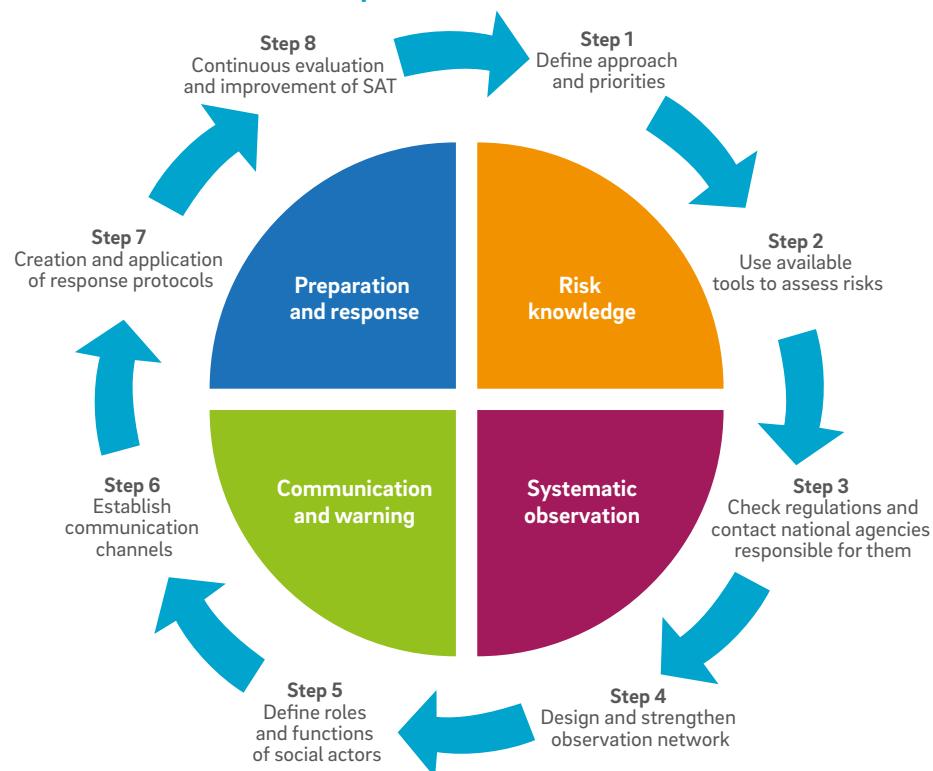 Step 1
Define approach
and priorities
Step 2
Use available
tools to assess risks
Step 3
Check regulations and
contact national agencies
responsible for them
Step 4
Design and strengthen
observation network
Step 5
Define roles
and functions
of social actors
Step 6
Establish
communication
channels
Step 7
Creation and application
of response protocols
Step 8
Continuous evaluation
and improvement of SAT
Preparation
and response
Risk
knowledge
Communication
and warning
Systematic
observation